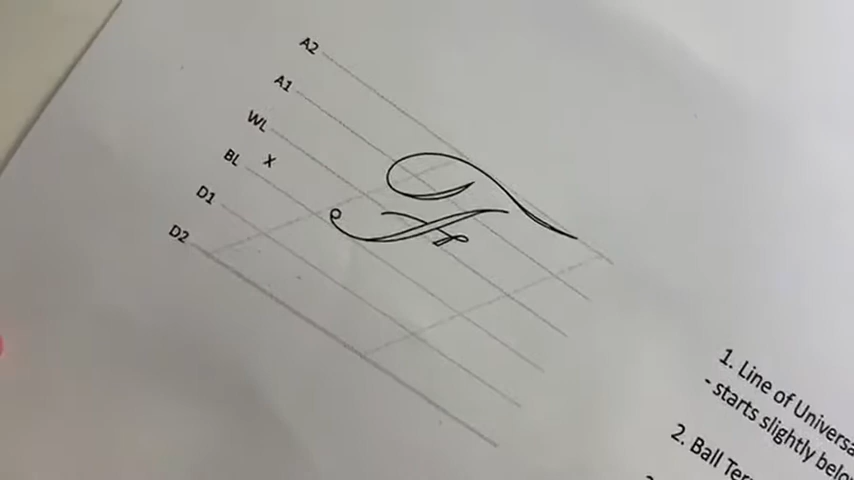 A2
A1
WL
BL X
D1
D2
F
1. Line of Universa
- starts slightly belo
2. Ball Ter